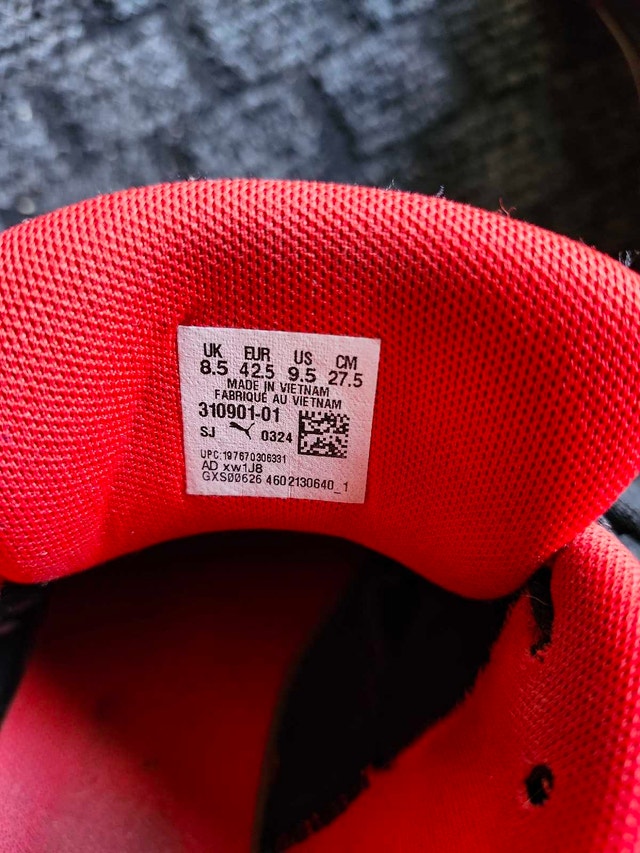 UK EUR US CM
8.5 42.5 9.5 27.5
MADE IN VIETNAM
FABRIQUÉ AU VIETNAM
310901-01
SJ 0324
UPC:197670306331
AD xw1J8
GXS00626 4602130640_1